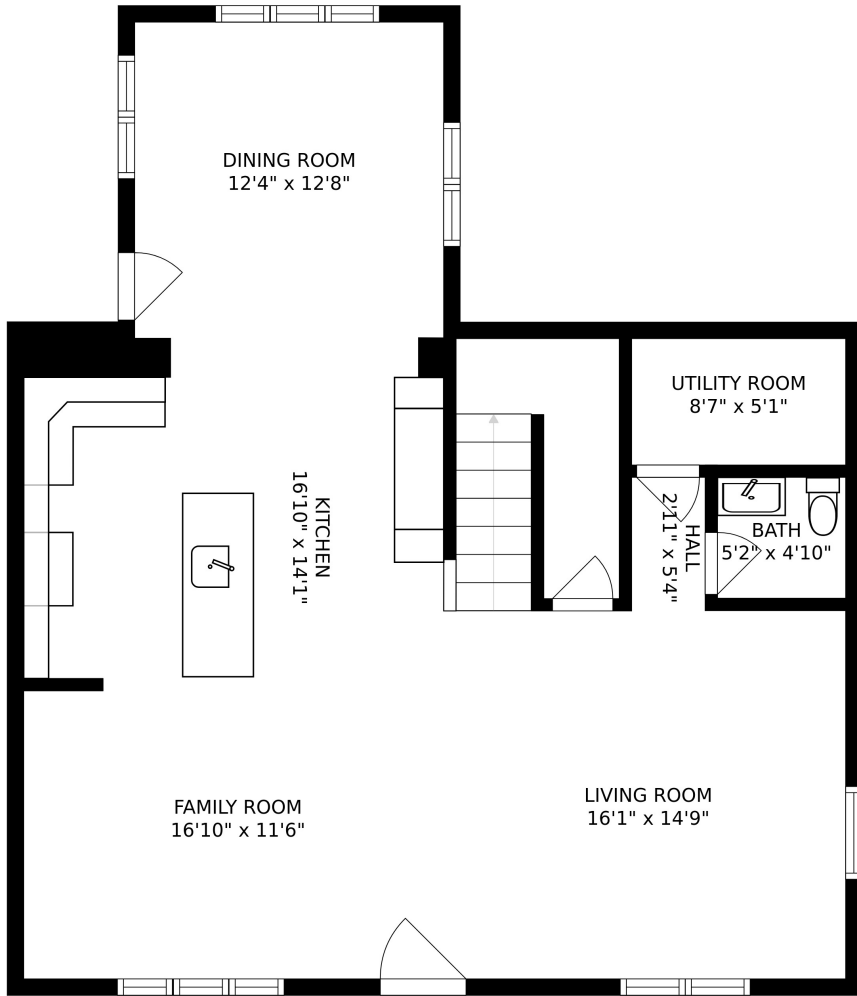 DINING ROOM
12'4" x 12'8"
UTILITY ROOM
8'7" x 5'1"
KITCHEN
16'10" x 14'1"
HALL
2'11" x 5'4"
BATH
5'2" x 4'10"
FAMILY ROOM
16'10" x 11'6"
LIVING ROOM
16'1" x 14'9"